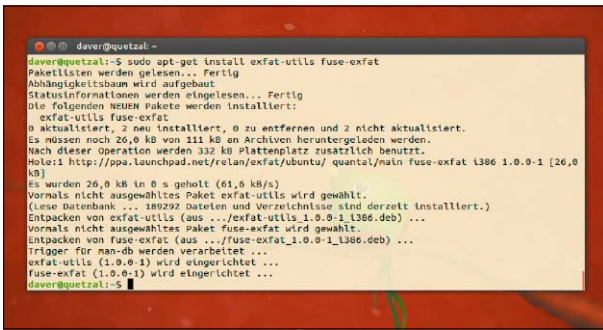 daver@quetzal: ~
daver@quetzal:~$ sudo apt-get install exfat-utils fuse-exfat
Paketlisten werden gelesen... Fertig
Abhängigkeitsbaum wird aufgebaut
Statusinformationen werden eingelesen... Fertig
Die folgenden NEUEN Pakete werden installiert:
exfat-utils fuse-exfat
0 aktualisiert, 2 neu installiert, 0 zu entfernen und 2 nicht aktualisiert.
Es müssen noch 26,0 kB von 111 kB an Archiven heruntergeladen werden.
Nach dieser Operation werden 332 kB Plattenplatz zusätzlich benutzt.
Hole:1 http://ppa.launchpad.net/relan/exfat/ubuntu/ quantal/main fuse-exfat i386 1.0.0-1 [26,0
kB]
Es wurden 26,0 kB in 0 s geholt (61,6 kB/s)
Vormals nicht ausgewähltes Paket exfat-utils wird gewählt.
(Lese Datenbank ... 189292 Dateien und Verzeichnisse sind derzeit installiert.)
Entpacken von exfat-utils (aus .../exfat-utils_1.0.0-1_i386.deb) ...
Vormals nicht ausgewähltes Paket fuse-exfat wird gewählt.
Entpacken von fuse-exfat (aus .../fuse-exfat_1.0.0-1_i386.deb) ...
Trigger für man-db werden verarbeitet ...
exfat-utils (1.0.0-1) wird eingerichtet ...
fuse-exfat (1.0.0-1) wird eingerichtet ...
daver@quetzal:~$